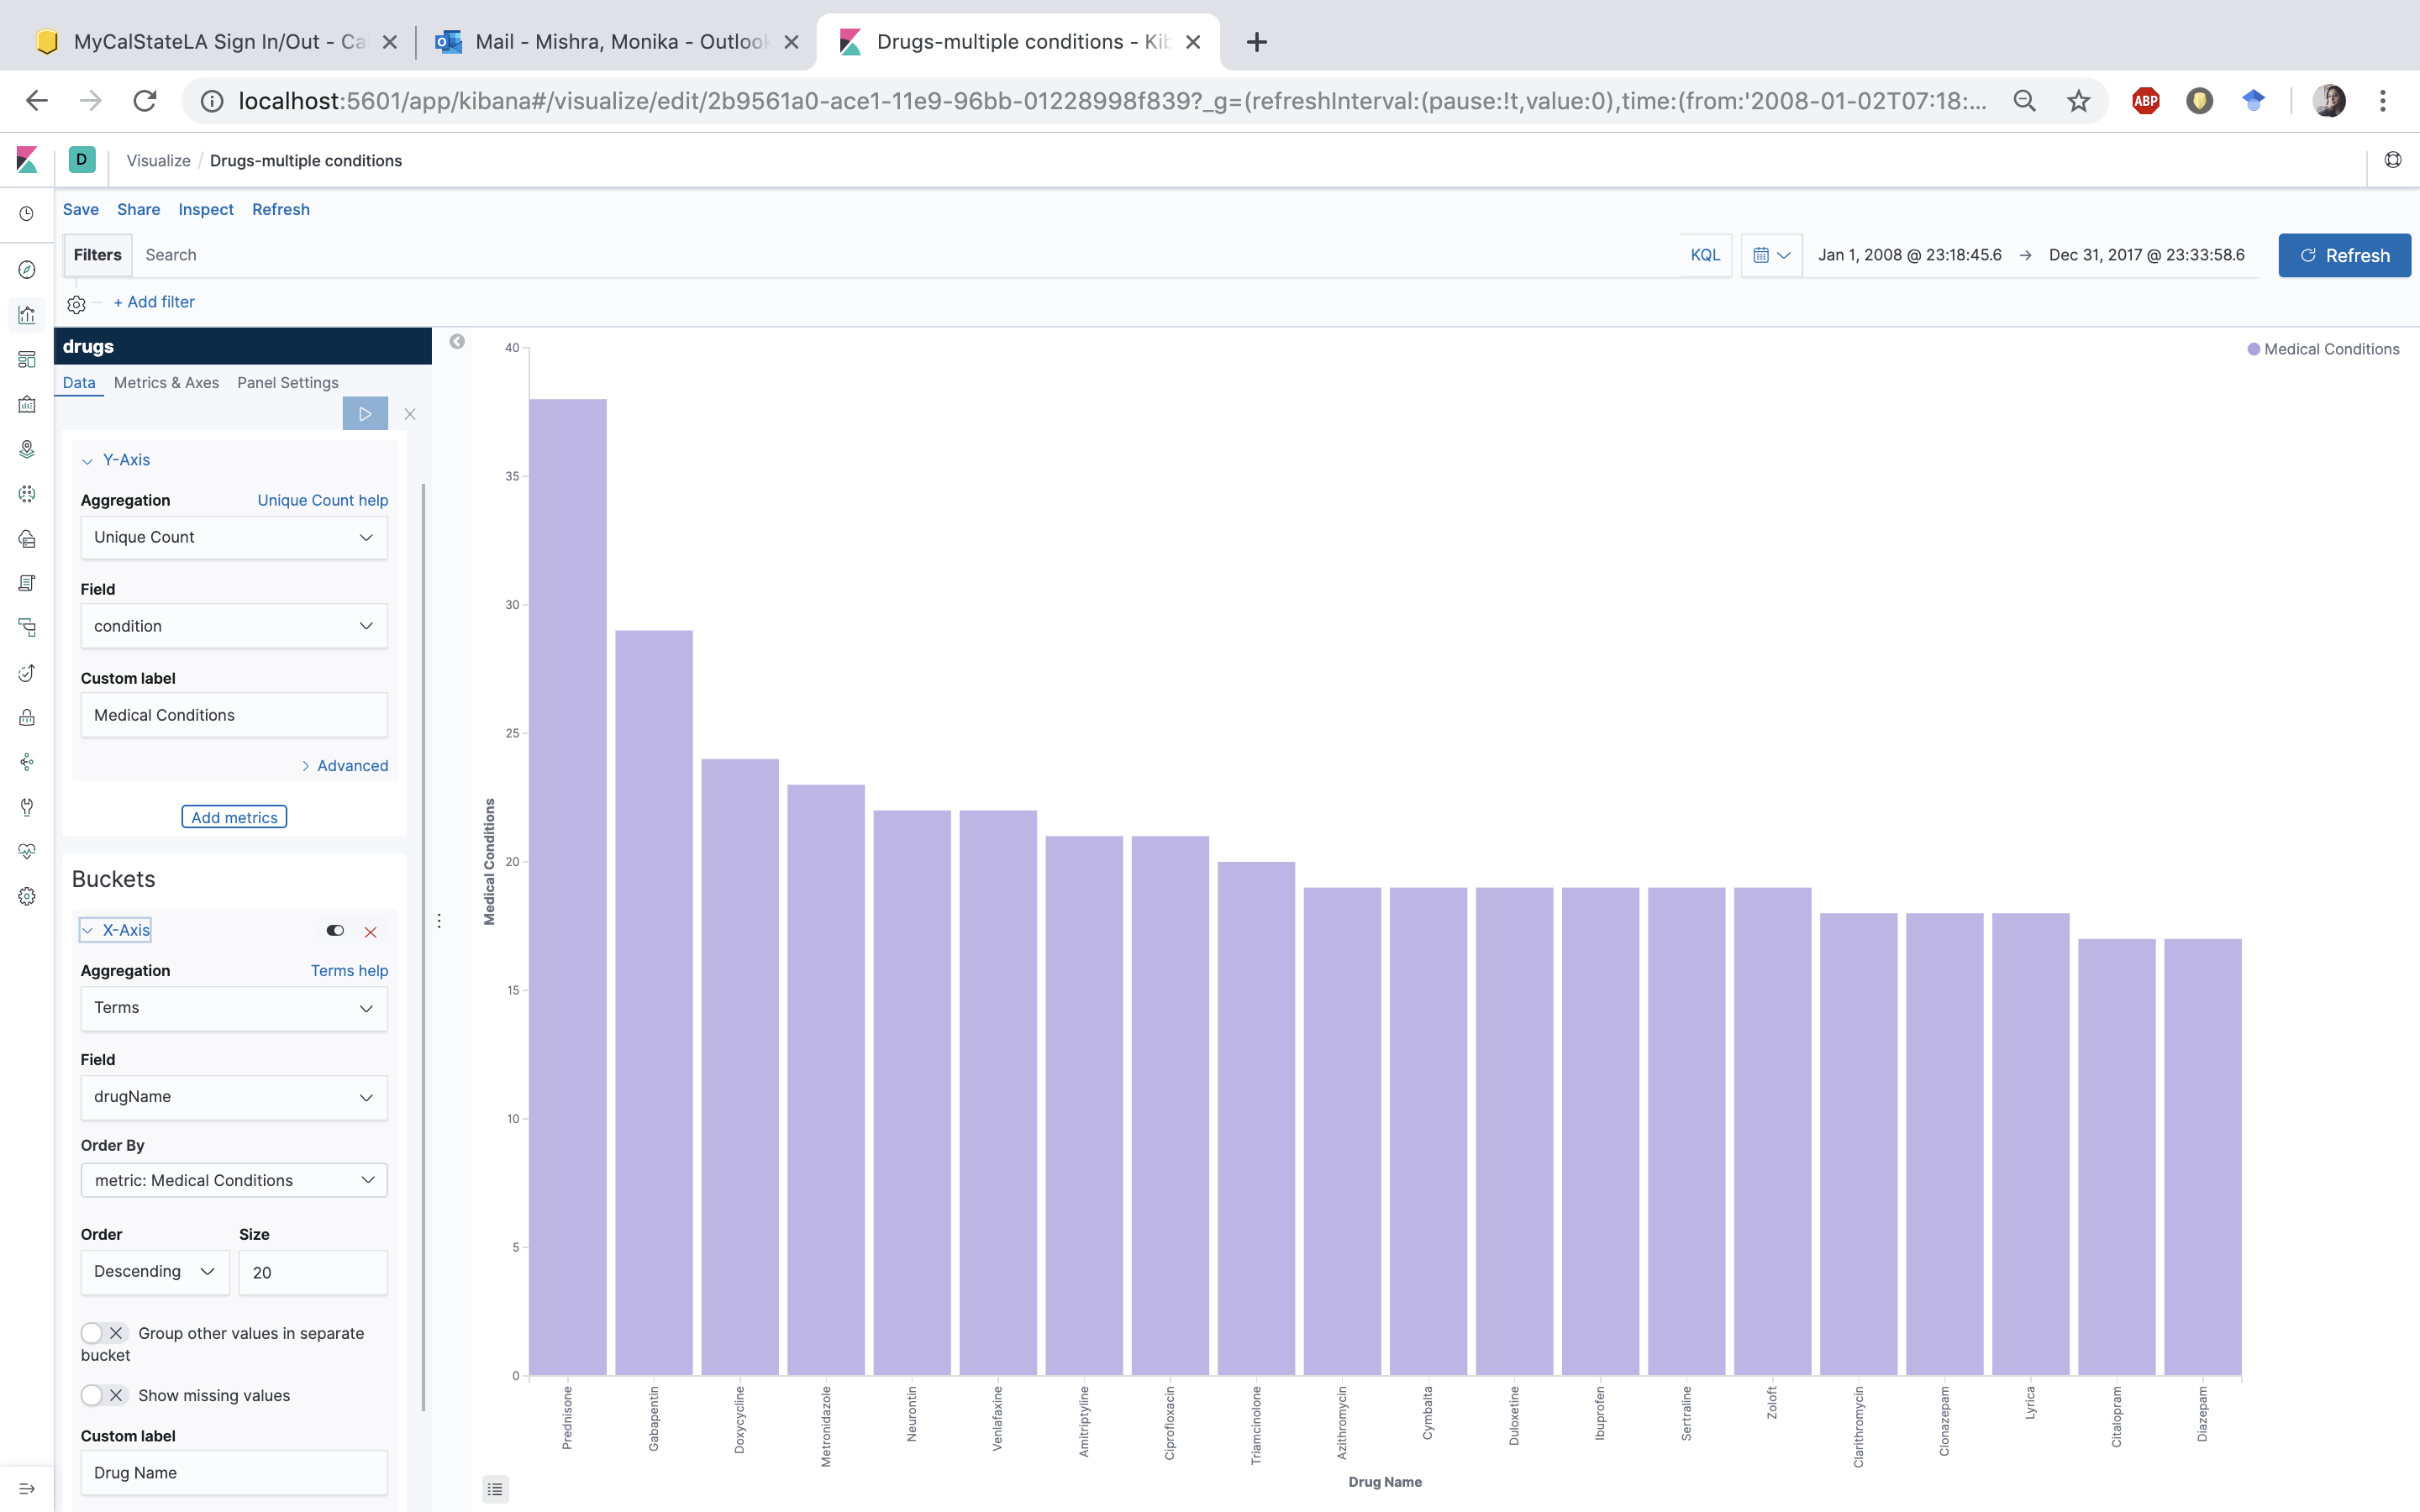 MyCalStateLA Sign In/Out - Ca
Mail - Mishra, Monika - Outlook
Drugs-multiple conditions - Kib
localhost:5601/app/kibana#/visualize/edit/2b9561a0-ace1-11e9-96bb-01228998f839?_g=(refreshInterval:(pause:!t,value:0),time:(from:'2008-01-02T07:18:...
ABP
D
Visualize / Drugs-multiple conditions
Save Share Inspect Refresh
Filters Search KQL Jan 1, 2008 @ 23:18:45.6 → Dec 31, 2017 @ 23:33:58.6 Refresh
+ Add filter
drugs
Data Metrics & Axes Panel Settings
Y-Axis
Aggregation Unique Count help
Unique Count
Field
condition
Custom label
Medical Conditions
Advanced
Add metrics
Buckets
X-Axis
Aggregation Terms help
Terms
Field
drugName
Order By
metric: Medical Conditions
Order Size
Descending 20
Group other values in separate
bucket
Show missing values
Custom label
Drug Name
Medical Conditions
40
35
30
25
20
15
10
5
0
Medical Conditions
Prednisone
Gabapentin
Doxycycline
Metronidazole
Neurontin
Venlafaxine
Amitriptyline
Ciprofloxacin
Triamcinolone
Azithromycin
Cymbalta
Duloxetine
Ibuprofen
Sertraline
Zoloft
Clarithromycin
Clonazepam
Lyrica
Citalopram
Diazepam
Drug Name